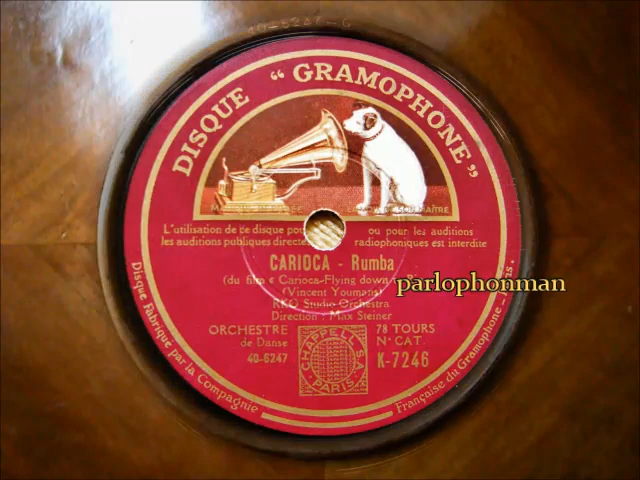 DISQUE “GRAMOPHONE”
L'utilisation de ce disque pour ou pour les auditions
les auditions publiques directes radiophoniques est interdite
CARIOCA - Rumba
(du film « Carioca-Flying down
(Vincent Youmans)
RKO Studio Orchestra
Direction : Max Steiner
parlophonman
ORCHESTRE
de Danse
40-6247
CHAPPELL S.A.
PARIS
78 TOURS
N° CAT.
K-7246
Disque Fabriqué par la Compagnie
Française du Gramophone